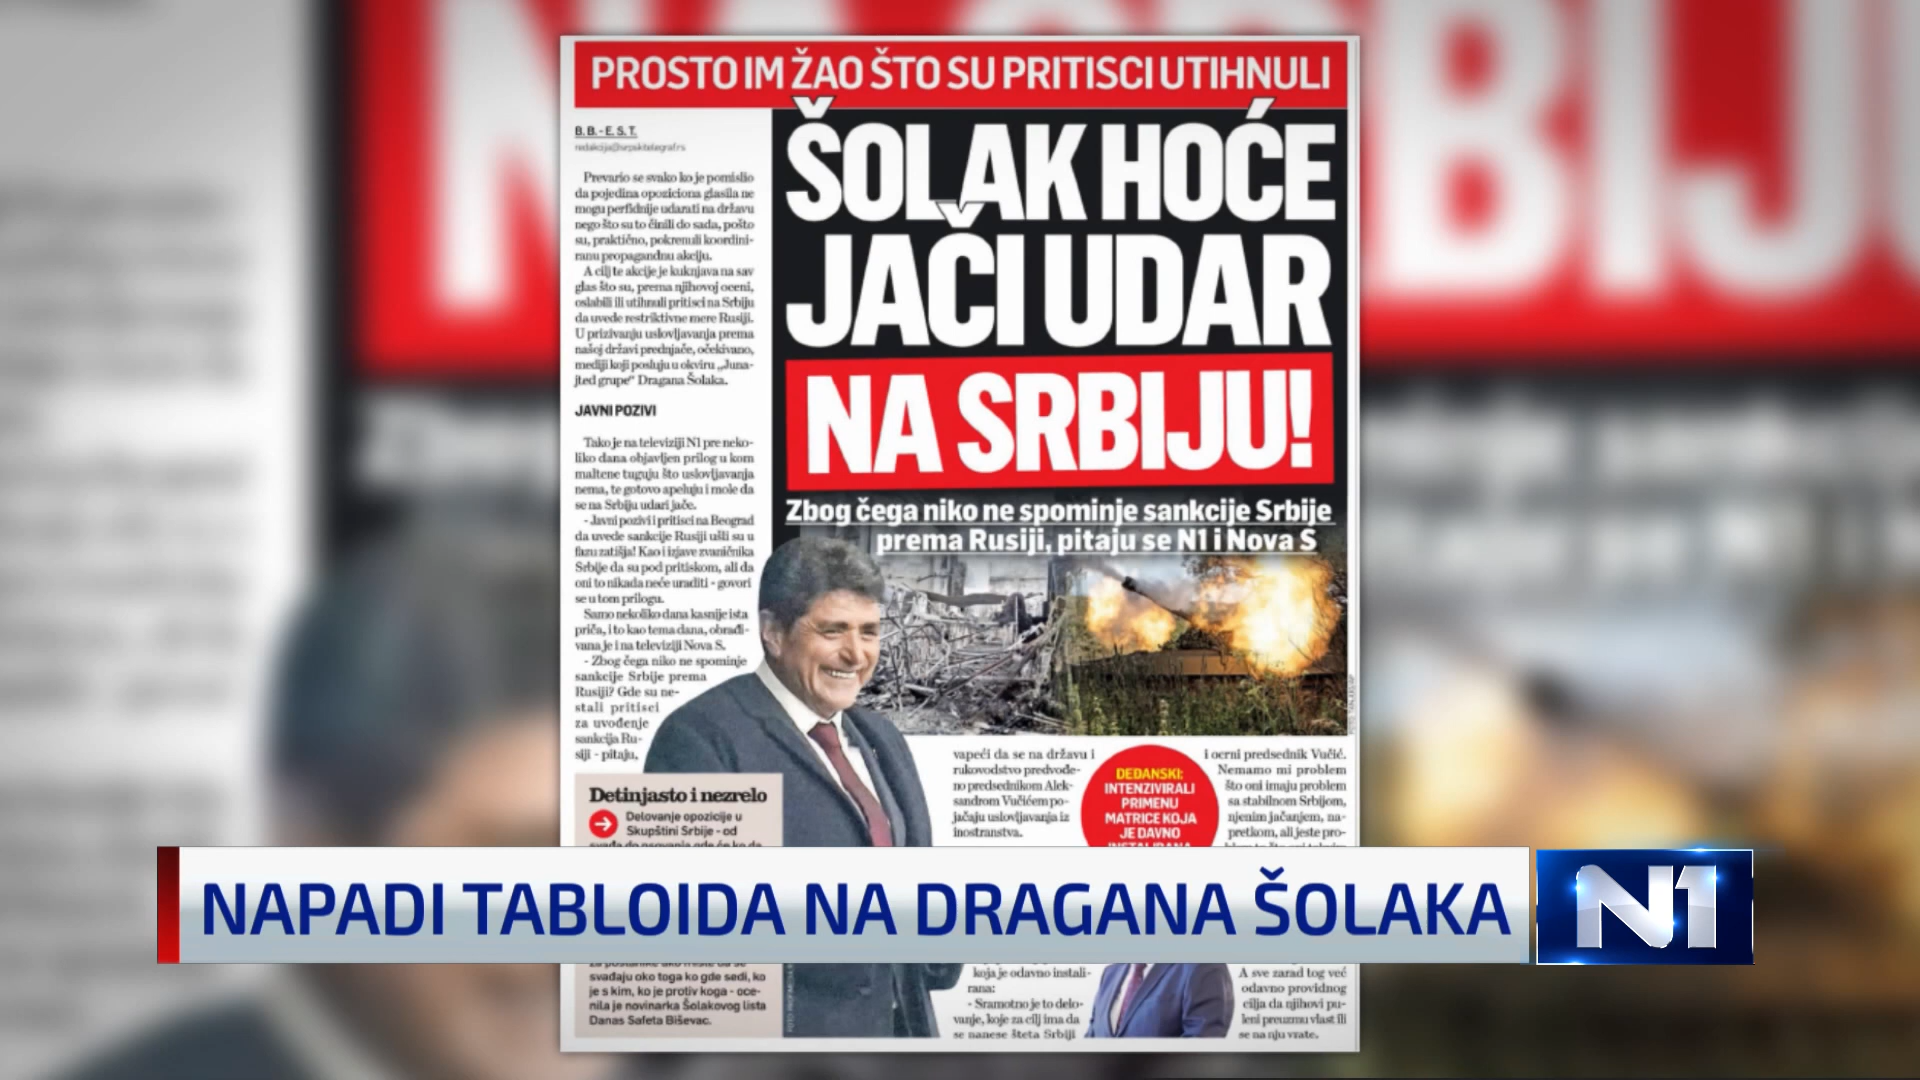 PROSTO IM ŽAO ŠTO SU PRITISCI UTIHNULI
B. B. - E. S. T.
redakcija@srpskitelegraf.rs
Prevario se svako ko je pomislio
da pojedina opoziciona glasila ne
mogu perfidnije udarati na državu
nego što su to činili do sada, pošto
su, praktično, pokrenuli koordini-
ranu propagandnu akciju.
A cilj te akcije je kuknjava na sav
glas što su, prema njihovoj oceni,
oslabili ili utihnuli pritisci na Srbiju
da uvede restriktivne mere Rusiji.
U prizivanju uslovljavanja prema
našoj državi prednjače, očekivano,
mediji koji posluju u okviru „Juna-
jted grupe“ Dragana Šolaka.
JAVNI POZIVI
Tako je na televiziji N1 pre neko-
liko dana objavljen prilog u kom
maltene tuguju što uslovljavanja
nema, te gotovo apeluju i mole da
se na Srbiju udari jače.
- Javni pozivi i pritisci na Beograd
da uvede sankcije Rusiji ušli su u
fazu zatišja! Kao i izjave zvaničnika
Srbije da su pod pritiskom, ali da
oni to nikada neće uraditi - govori
se u tom prilogu.
Samo nekoliko dana kasnije ista
priča, i to kao tema dana, obrađi-
vana je i na televiziji Nova S.
- Zbog čega niko ne spominje
sankcije Srbije prema
Rusiji? Gde su ne-
stali pritisci
za uvođenje
sankcija Ru-
siji - pitaju,
ŠOLAK HOĆE
JAČI UDAR
NA SRBIJU!
Zbog čega niko ne spominje sankcije Srbije
prema Rusiji, pitaju se N1 i Nova S
Detinjasto i nezrelo
Delovanje opozicije u
Skupštini Srbije - od
svađa do psovanja gde će ko da
svađaju oko toga ko gde sedi, ko
je s kim, ko je protiv koga - oce-
nila je novinarka Šolakovog lista
Danas Safeta Biševac.
vapeći da se na državu i
rukovodstvo predvođe-
no predsednikom Alek-
sandrom Vučićem po-
jačaju uslovljavanja iz
inostranstva.
koja je odavno instali-
rana:
- Sramotno je to delo-
vanje, koje za cilj ima da
se nanese šteta Srbiji
DEĐANSKI:
INTENZIVIRALI
PRIMENU
MATRICE KOJA
JE DAVNO
INSTALIRANA
i ocrni predsednik Vučić.
Nemamo mi problem
što oni imaju problem
sa stabilnom Srbijom,
njenim jačanjem, na-
pretkom, ali jeste pro-
A sve zarad tog već
odavno providnog
cilja da njihovi pu-
leni preuzmu vlast ili
se na nju vrate.
NAPADI TABLOIDA NA DRAGANA ŠOLAKA
N1